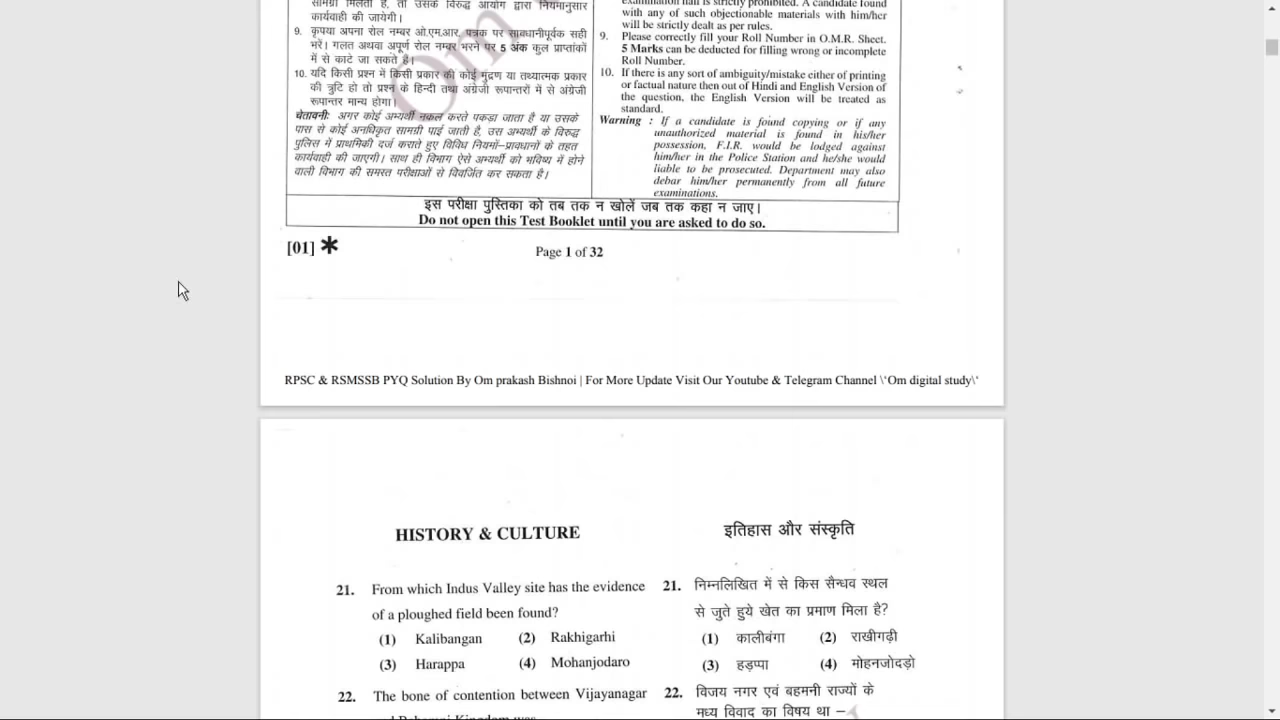 सामग्री मिलती है, तो उसके विरुद्ध आयोग द्वारा नियमानुसार
कार्यवाही की जायेगी।
9. कृपया अपना रोल नम्बर ओ.एम.आर. पत्रक पर सावधानीपूर्वक सही
भरें। गलत अथवा अपूर्ण रोल नम्बर भरने पर 5 अंक कुल प्राप्तांकों
में से काटे जा सकते हैं।
10. यदि किसी प्रश्न में किसी प्रकार की कोई मुद्रण या तथ्यात्मक प्रकार
की त्रुटि हो तो प्रश्न के हिन्दी तथा अंग्रेजी रूपान्तरों में से अंग्रेजी
रूपान्तर मान्य होगा।
चेतावनी: अगर कोई अभ्यर्थी नकल करते पकड़ा जाता है या उसके
पास से कोई अनधिकृत सामग्री पाई जाती है, उस अभ्यर्थी के विरुद्ध
पुलिस में प्राथमिकी दर्ज कराते हुए विविध नियमों-प्रावधानों के तहत
कार्यवाही की जाएगी। साथ ही विभाग ऐसे अभ्यर्थी को भविष्य में होने
वाली विभाग की समस्त परीक्षाओं से विवर्जित कर सकता है।
examination hall is strictly prohibited. A candidate found
with any of such objectionable materials with him/her
will be strictly dealt as per rules.
9. Please correctly fill your Roll Number in O.M.R. Sheet.
5 Marks can be deducted for filling wrong or incomplete
Roll Number.
10. If there is any sort of ambiguity/mistake either of printing
or factual nature then out of Hindi and English Version of
the question, the English Version will be treated as
standard.
Warning : If a candidate is found copying or if any
unauthorized material is found in his/her
possession, F.I.R. would be lodged against
him/her in the Police Station and he/she would
liable to be prosecuted. Department may also
debar him/her permanently from all future
examinations.
Om
इस परीक्षा पुस्तिका को तब तक न खोलें जब तक कहा न जाए।
Do not open this Test Booklet until you are asked to do so.
[01] * Page 1 of 32
RPSC & RSMSSB PYQ Solution By Om prakash Bishnoi | For More Update Visit Our Youtube & Telegram Channel \'Om digital study\'
HISTORY & CULTURE
21. From which Indus Valley site has the evidence
of a ploughed field been found?
(1) Kalibangan (2) Rakhigarhi
(3) Harappa (4) Mohanjodaro
22. The bone of contention between Vijayanagar
इतिहास और संस्कृति
21. निम्नलिखित में से किस सैन्धव स्थल
से जुते हुये खेत का प्रमाण मिला है?
(1) कालीबंगा (2) राखीगढ़ी
(3) हड़प्पा (4) मोहनजोदड़ो
22. विजय नगर एवं बहमनी राज्यों के
मध्य विवाद का विषय था –